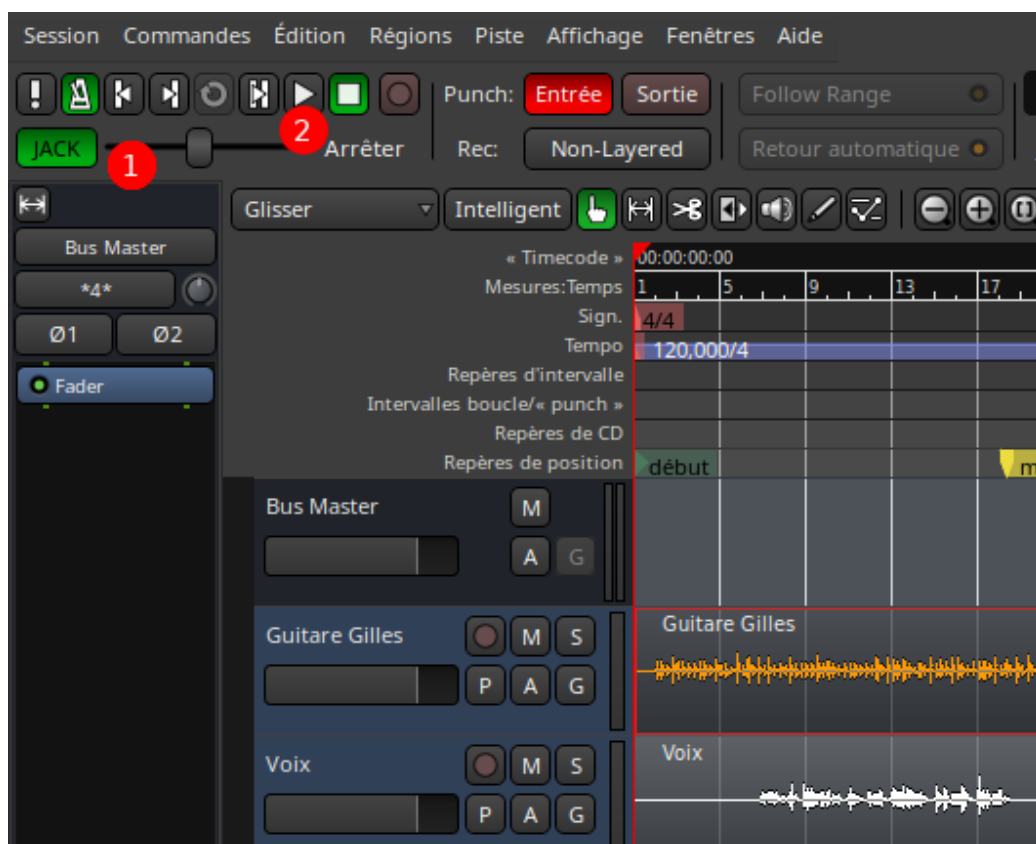 Session Commandes Édition Régions Piste Affichage Fenêtres Aide
Punch: Entrée Sortie Follow Range
2
JACK Arrêter Rec: Non-Layered Retour automatique
1
Glisser Intelligent
Bus Master
« Timecode » 00:00:00:00
*4* Mesures:Temps 1 5 9 13 17
Sign. 4/4
Ø1 Ø2
Tempo 120,000/4
Repères d'intervalle
Fader
Intervalles boucle/« punch »
Repères de CD
Repères de position début m
Bus Master M
A G
Guitare Gilles M S Guitare Gilles
P A G
Voix M S Voix
P A G